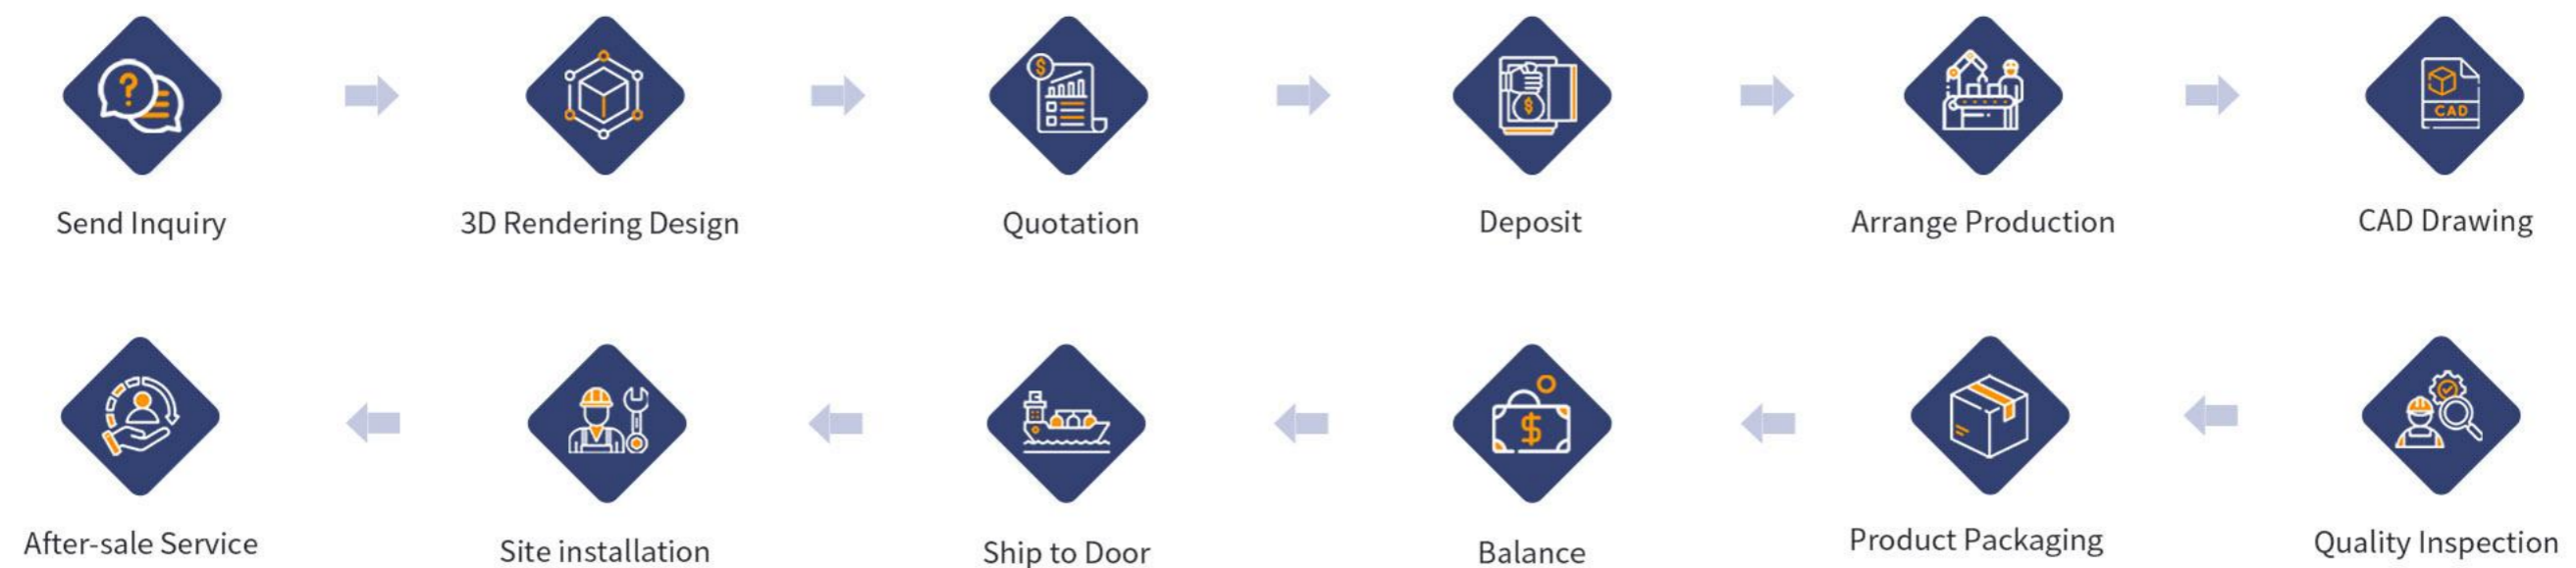 Send Inquiry
3D Rendering Design
Quotation
Deposit
Arrange Production
CAD
CAD Drawing
Quality Inspection
Product Packaging
$
Balance
Ship to Door
Site installation
After-sale Service